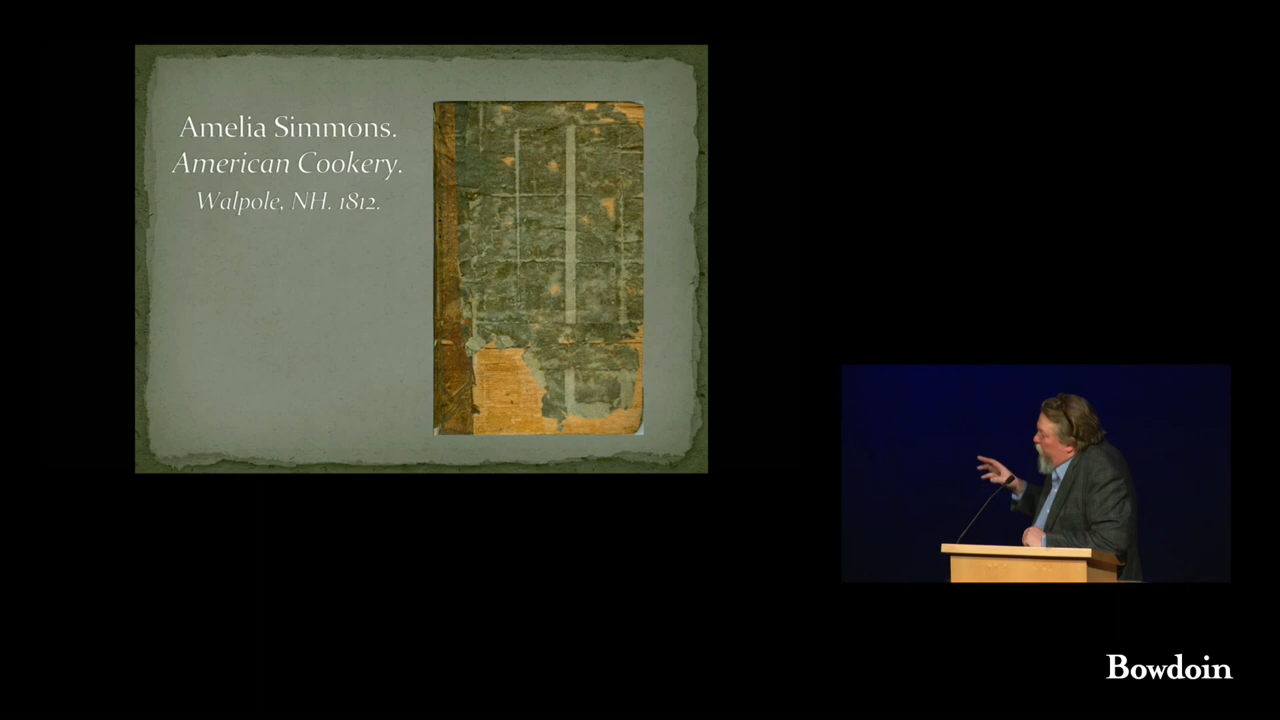 Amelia Simmons.
American Cookery.
Walpole, NH. 1812.
Bowdoin